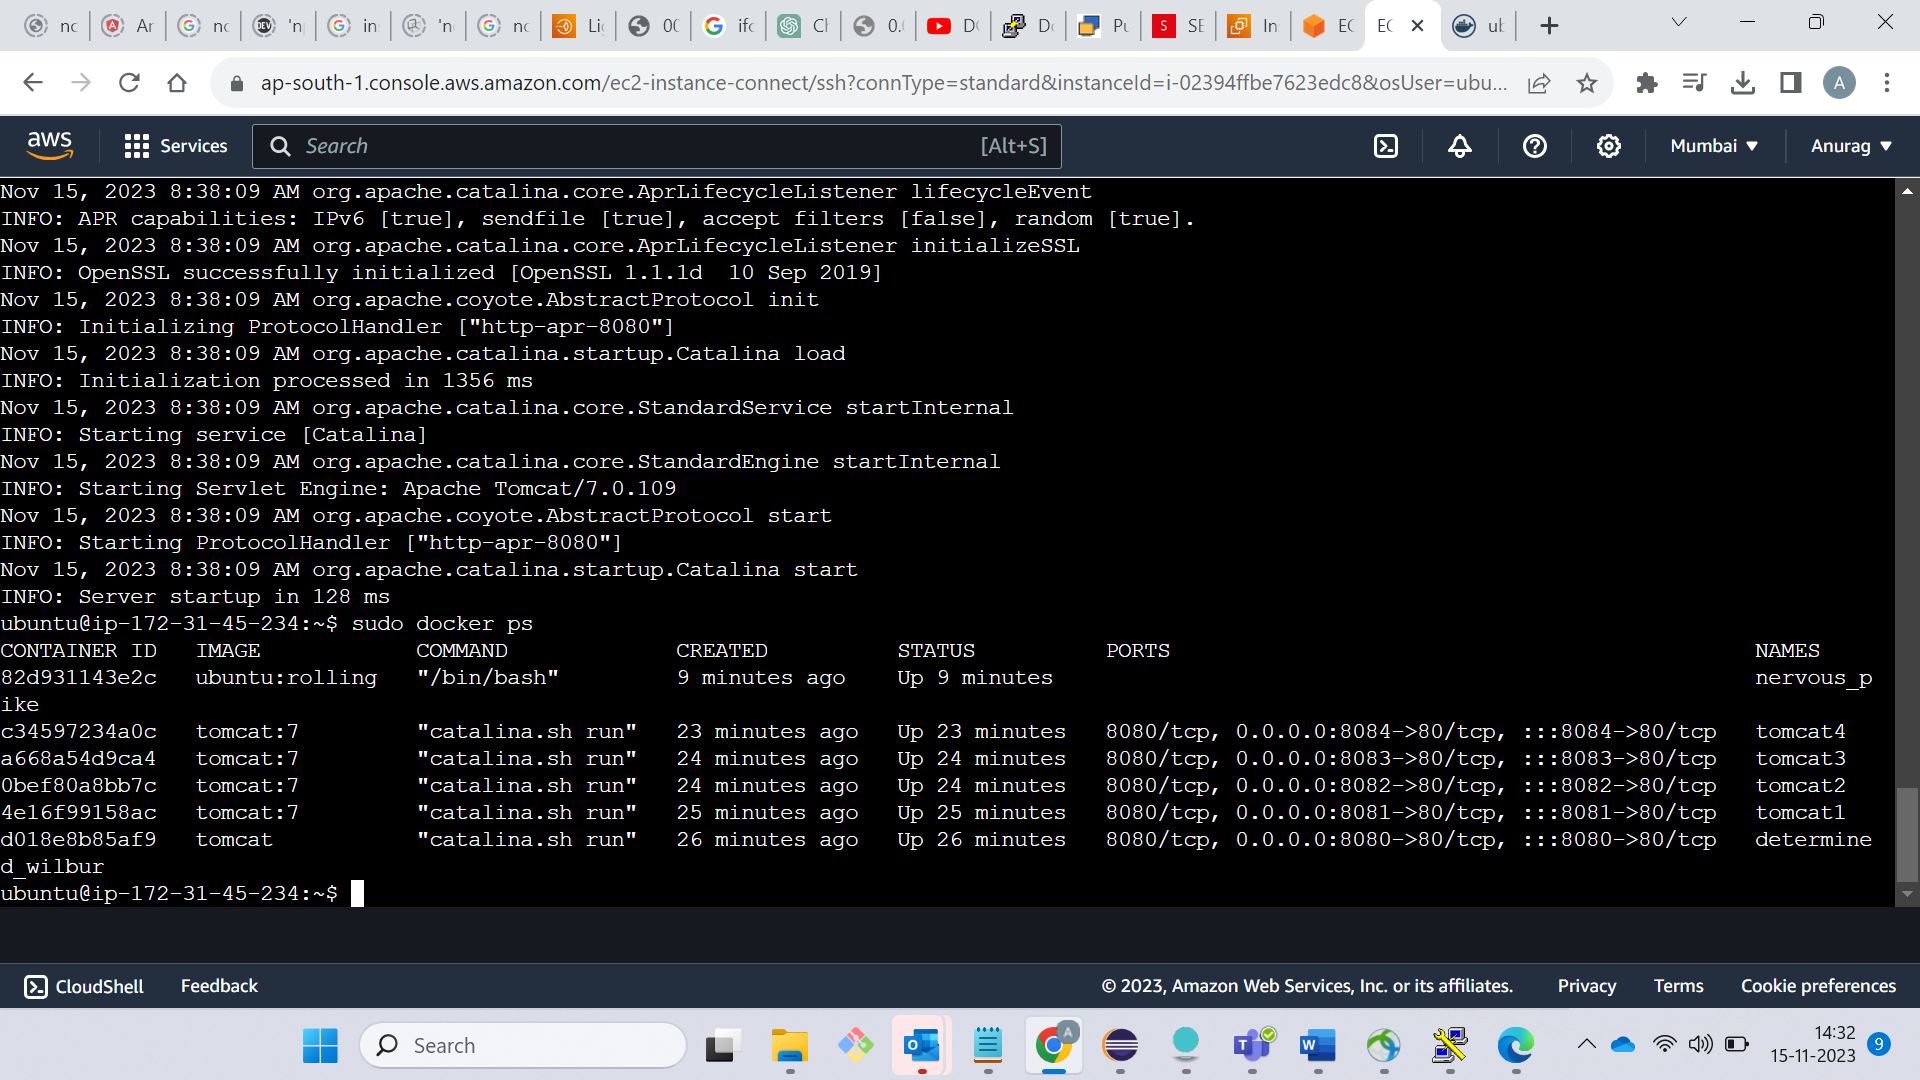 nc
Ar
nc
'n
in
'n
nc
Li
00
ifc
Ch
0.0
D
Do
Pu
SE
In
EC
EC
ub
ap-south-1.console.aws.amazon.com/ec2-instance-connect/ssh?connType=standard&instanceId=i-02394ffbe7623edc8&osUser=ubu...
A
aws
Services
Search
[Alt+S]
Mumbai
Anurag
Nov 15, 2023 8:38:09 AM org.apache.catalina.core.AprLifecycleListener lifecycleEvent
INFO: APR capabilities: IPv6 [true], sendfile [true], accept filters [false], random [true].
Nov 15, 2023 8:38:09 AM org.apache.catalina.core.AprLifecycleListener initializeSSL
INFO: OpenSSL successfully initialized [OpenSSL 1.1.1d  10 Sep 2019]
Nov 15, 2023 8:38:09 AM org.apache.coyote.AbstractProtocol init
INFO: Initializing ProtocolHandler ["http-apr-8080"]
Nov 15, 2023 8:38:09 AM org.apache.catalina.startup.Catalina load
INFO: Initialization processed in 1356 ms
Nov 15, 2023 8:38:09 AM org.apache.catalina.core.StandardService startInternal
INFO: Starting service [Catalina]
Nov 15, 2023 8:38:09 AM org.apache.catalina.core.StandardEngine startInternal
INFO: Starting Servlet Engine: Apache Tomcat/7.0.109
Nov 15, 2023 8:38:09 AM org.apache.coyote.AbstractProtocol start
INFO: Starting ProtocolHandler ["http-apr-8080"]
Nov 15, 2023 8:38:09 AM org.apache.catalina.startup.Catalina start
INFO: Server startup in 128 ms
ubuntu@ip-172-31-45-234:~$ sudo docker ps
CONTAINER ID   IMAGE            COMMAND             CREATED          STATUS          PORTS                                             NAMES
82d931143e2c   ubuntu:rolling   "/bin/bash"         9 minutes ago    Up 9 minutes                                                      nervous_p
ike
c34597234a0c   tomcat:7         "catalina.sh run"   23 minutes ago   Up 23 minutes   8080/tcp, 0.0.0.0:8084->80/tcp, :::8084->80/tcp   tomcat4
a668a54d9ca4   tomcat:7         "catalina.sh run"   24 minutes ago   Up 24 minutes   8080/tcp, 0.0.0.0:8083->80/tcp, :::8083->80/tcp   tomcat3
0bef80a8bb7c   tomcat:7         "catalina.sh run"   24 minutes ago   Up 24 minutes   8080/tcp, 0.0.0.0:8082->80/tcp, :::8082->80/tcp   tomcat2
4e16f99158ac   tomcat:7         "catalina.sh run"   25 minutes ago   Up 25 minutes   8080/tcp, 0.0.0.0:8081->80/tcp, :::8081->80/tcp   tomcat1
d018e8b85af9   tomcat           "catalina.sh run"   26 minutes ago   Up 26 minutes   8080/tcp, 0.0.0.0:8080->80/tcp, :::8080->80/tcp   determine
d_wilbur
ubuntu@ip-172-31-45-234:~$
CloudShell
Feedback
© 2023, Amazon Web Services, Inc. or its affiliates.
Privacy
Terms
Cookie preferences
Search
14:32
15-11-2023
9